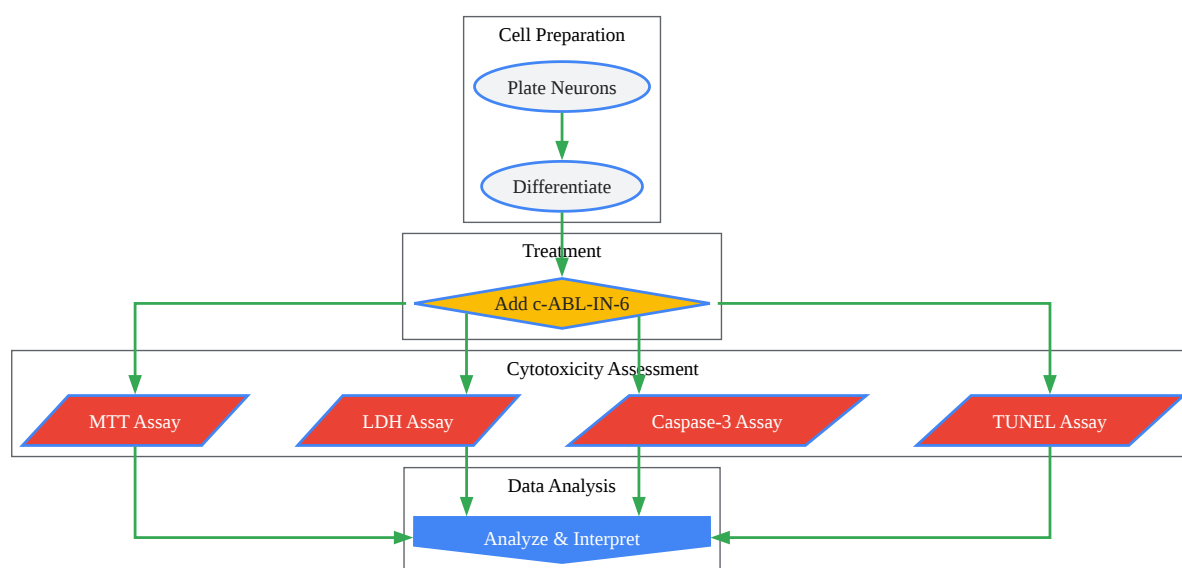 Cell Preparation
Plate Neurons
Differentiate
Treatment
Add c-ABL-IN-6
Cytotoxicity Assessment
MTT Assay
LDH Assay
Caspase-3 Assay
TUNEL Assay
Data Analysis
Analyze & Interpret